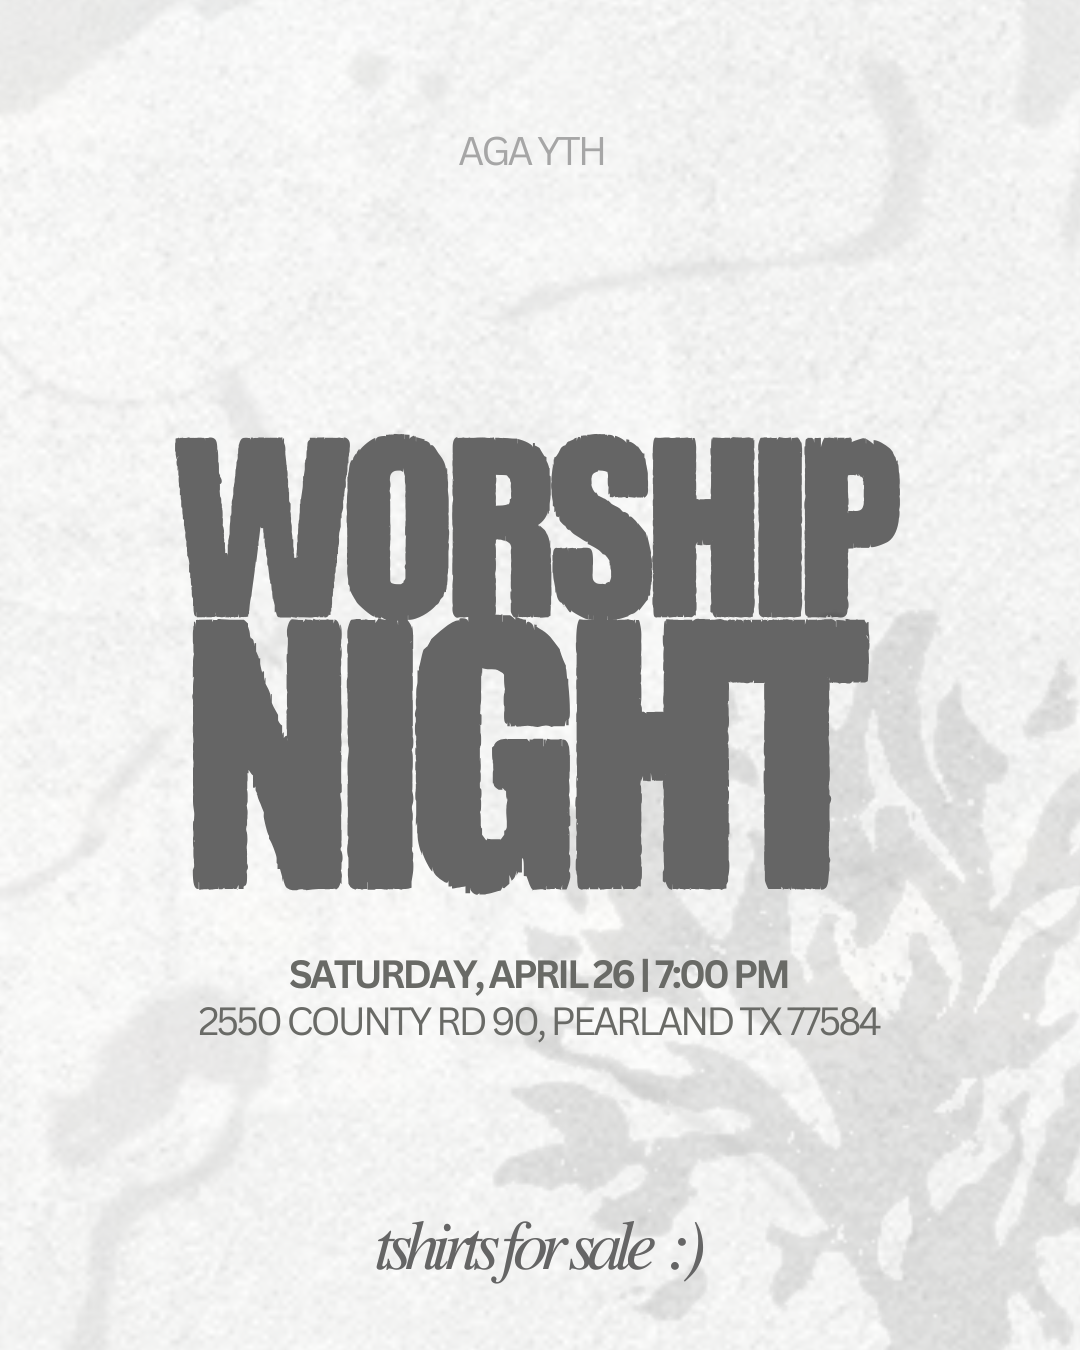 AGA YTH
WORSHIP
NIGHT
SATURDAY, APRIL 26 | 7:00 PM
2550 COUNTY RD 90, PEARLAND TX 77584
tshirts for sale :)